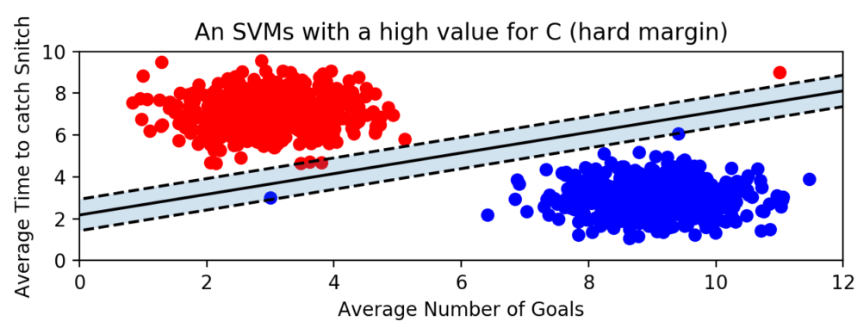 An SVMs with a high value for C (hard margin)
Average Time to catch Snitch
10
8
6
4
2
0
0 2 4 6 8 10 12
Average Number of Goals